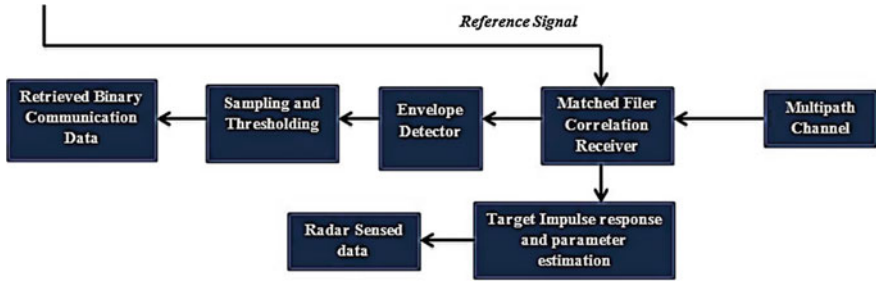 Reference Signal
Retrieved Binary
Communication
Data
Sampling and
Thresholding
Envelope
Detector
Matched Filer
Correlation
Receiver
Multipath
Channel
Radar Sensed
data
Target Impulse response
and parameter
estimation